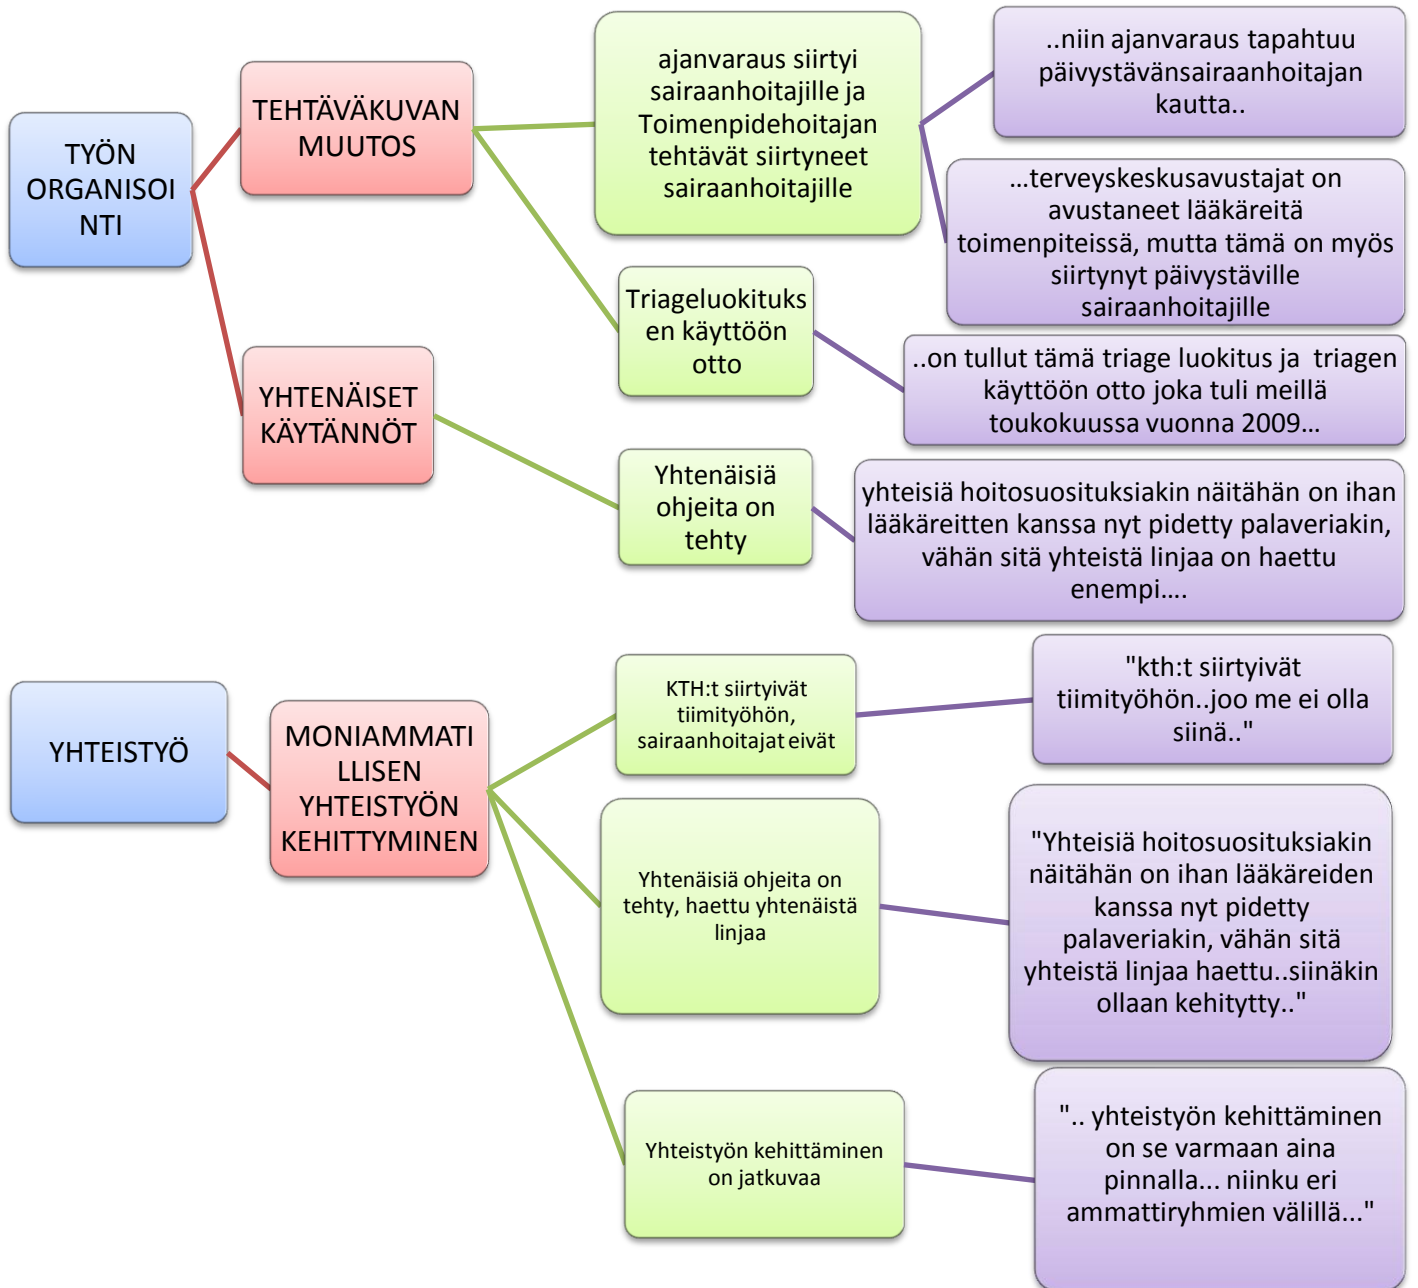 TYÖN
ORGANISOI
NTI
TEHTÄVÄKUVAN
MUUTOS
ajanvaraus siirtyi
sairaanhoitajille ja
Toimenpidehoitajan
tehtävät siirtyneet
sairaanhoitajille
..niin ajanvaraus tapahtuu
päivystävänsairaanhoitajan
kautta..
...terveyskeskusavustajat on
avustaneet lääkäreitä
toimenpiteissä, mutta tämä on myös
siirtynyt päivystäville
sairaanhoitajille
Triageluokituks
en käyttöön
otto
..on tullut tämä triage luokitus ja triagen
käyttöön otto joka tuli meillä
toukokuussa vuonna 2009...
YHTENÄISET
KÄYTÄNNÖT
Yhtenäisiä
ohjeita on
tehty
yhteisiä hoitosuosituksiakin näitähän on ihan
lääkäreitten kanssa nyt pidetty palaveriakin,
vähän sitä yhteistä linjaa on haettu
enempi....
YHTEISTYÖ
MONIAMMATI
LLISEN
YHTEISTYÖN
KEHITTYMINEN
KTH:t siirtyivät
tiimityöhön,
sairaanhoitajat eivät
"kth:t siirtyivät
tiimityöhön..joo me ei olla
siinä.."
Yhtenäisiä ohjeita on
tehty, haettu yhtenäistä
linjaa
"Yhteisiä hoitosuosituksiakin
näitähän on ihan lääkäreiden
kanssa nyt pidetty
palaveriakin, vähän sitä
yhteistä linjaa haettu..siinäkin
ollaan kehitytty.."
Yhteistyön kehittäminen
on jatkuvaa
".. yhteistyön kehittäminen
on se varmaan aina
pinnalla... niinku eri
ammattiryhmien välillä..."